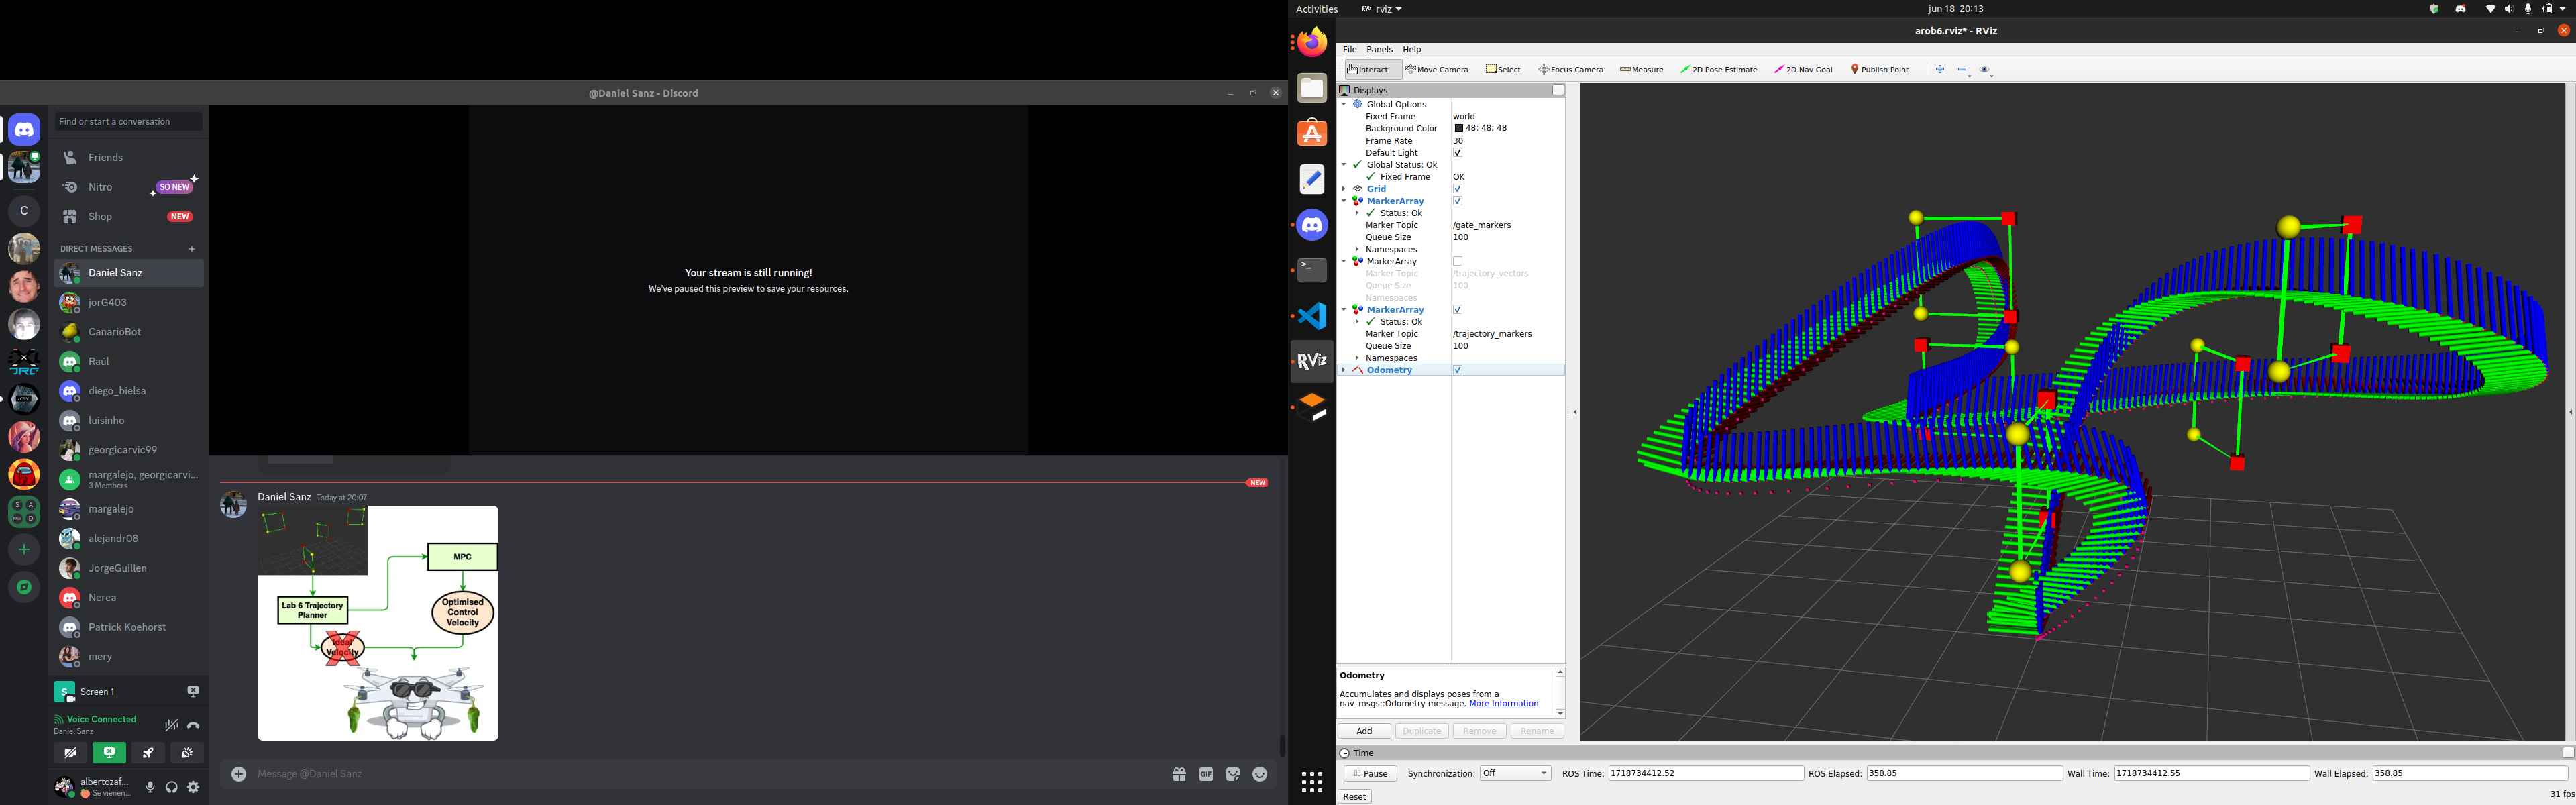 @Daniel Sanz - Discord
Find or start a conversation
Friends
Nitro
SO NEW
Shop
NEW
DIRECT MESSAGES
Daniel Sanz
jorG403
CanarioBot
Raúl
diego_bielsa
luisinho
georgicarvic99
margalejo, georgicarvi...
3 Members
margalejo
alejandr08
JorgeGuillen
Nerea
Patrick Koehorst
mery
C
S
A
D
S
Screen 1
Voice Connected
Daniel Sanz
albertozaf...
Se vienen...
Your stream is still running!
We've paused this preview to save your resources.
NEW
Daniel Sanz Today at 20:07
MPC
Lab 6 Trajectory
Planner
Optimised
Control
Velocity
Ideal
Velocity
Message @Daniel Sanz
GIF
Activities
rviz
jun 18 20:13
RViz
arob6.rviz* - RViz
File Panels Help
Interact Move Camera Select Focus Camera Measure 2D Pose Estimate 2D Nav Goal Publish Point
Displays
Global Options
Fixed Frame world
Background Color 48; 48; 48
Frame Rate 30
Default Light
Global Status: Ok
Fixed Frame OK
Grid
MarkerArray
Status: Ok
Marker Topic /gate_markers
Queue Size 100
Namespaces
MarkerArray
Marker Topic /trajectory_vectors
Queue Size 100
Namespaces
MarkerArray
Status: Ok
Marker Topic /trajectory_markers
Queue Size 100
Namespaces
Odometry
Odometry
Accumulates and displays poses from a
nav_msgs::Odometry message. More Information
Add Duplicate Remove Rename
Time
Pause Synchronization: Off ROS Time: 1718734412.52 ROS Elapsed: 358.85 Wall Time: 1718734412.55 Wall Elapsed: 358.85
Reset
31 fps